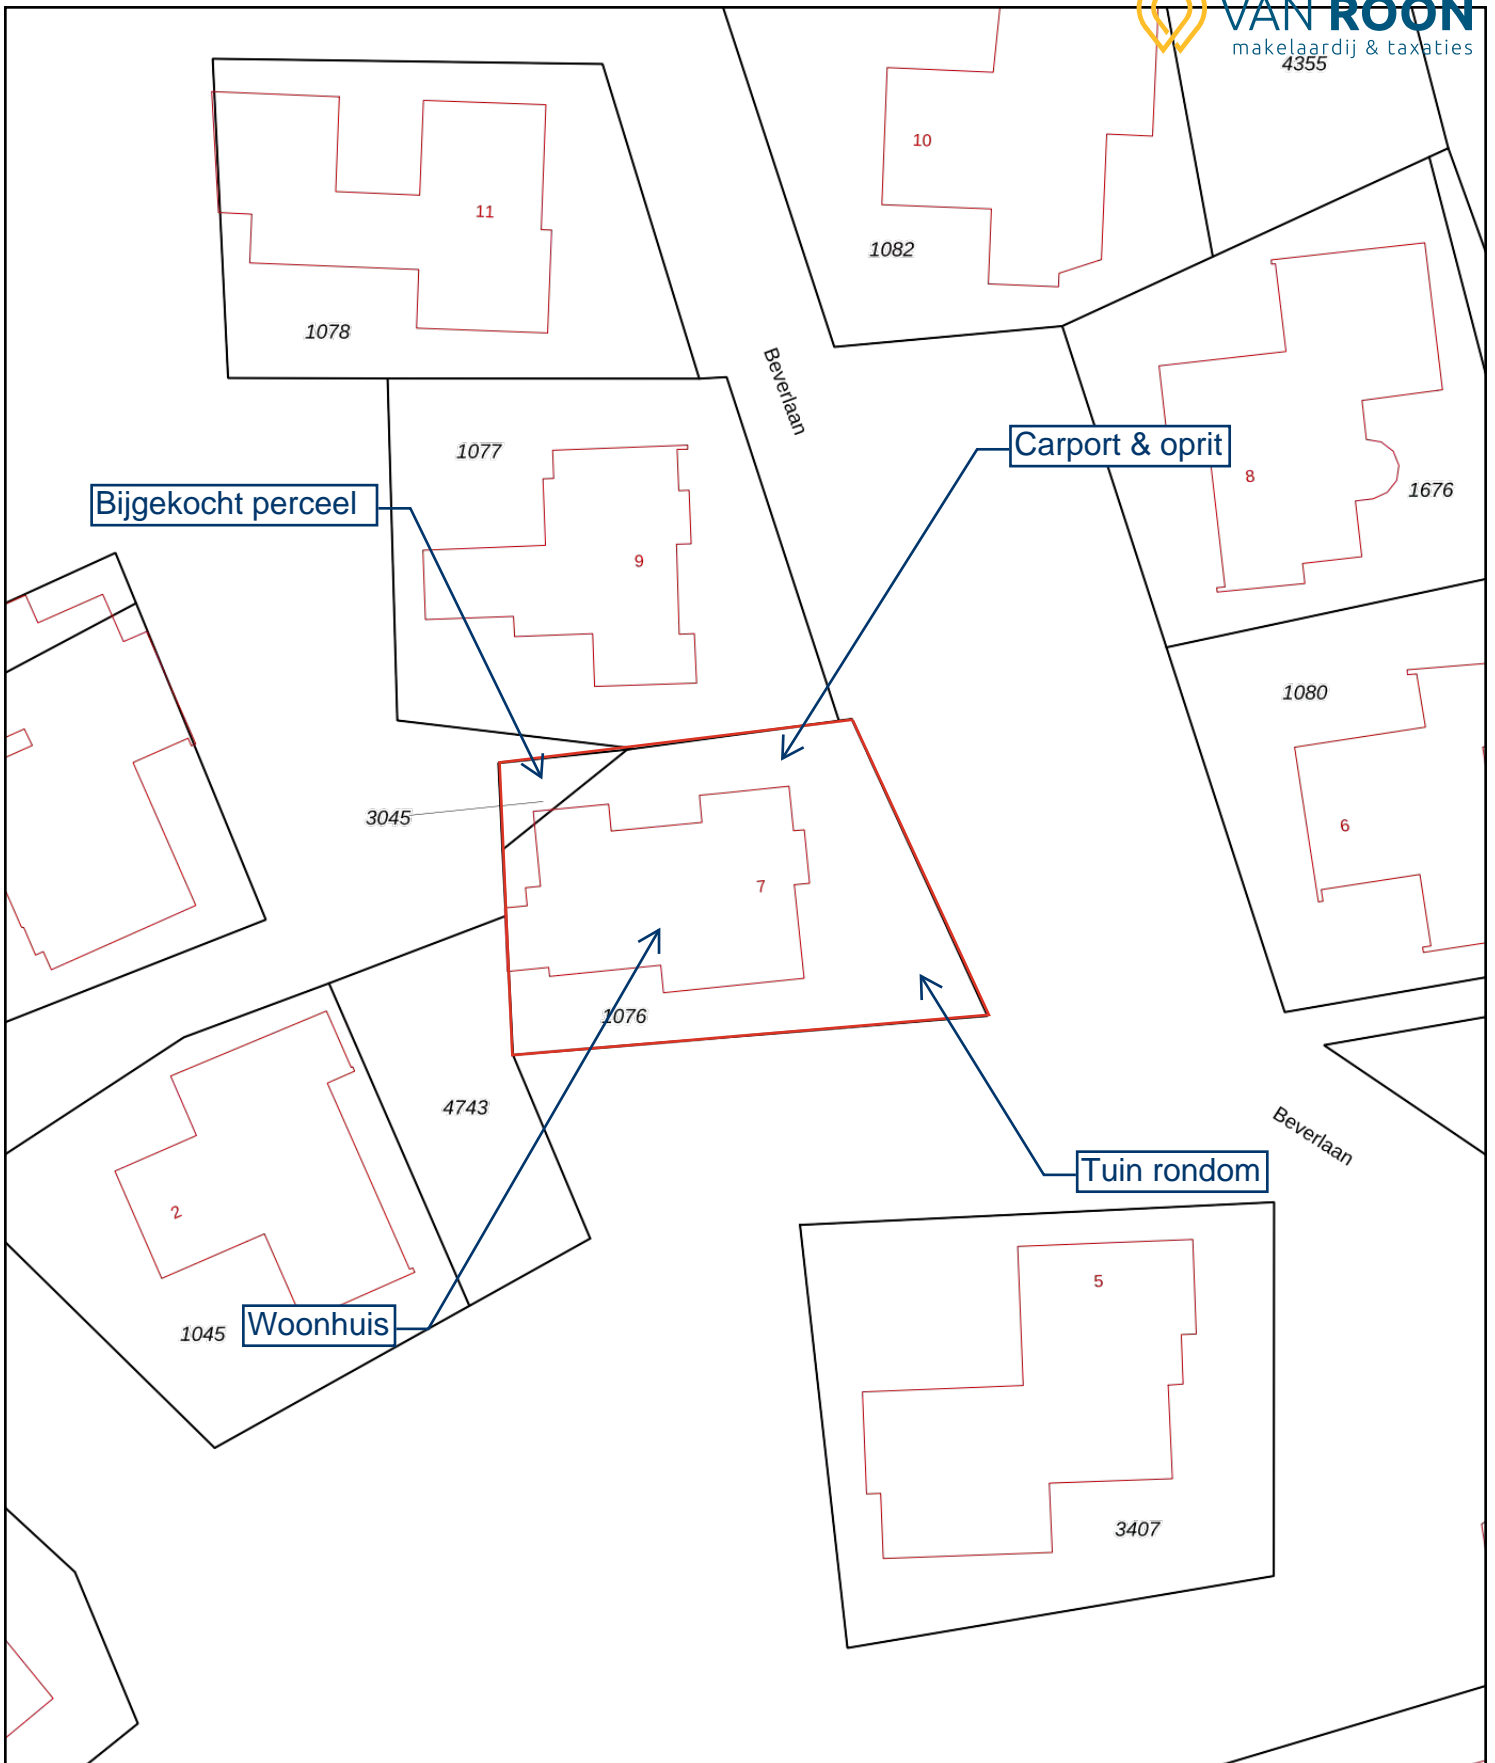 VAN ROON
makelaardij & taxaties
4355
10
11
1082
1078
Beverlaan
1077
Carport & oprit
8
1676
Bijgekocht perceel
9
1080
3045
6
7
1076
4743
Beverlaan
Tuin rondom
2
5
1045
Woonhuis
3407